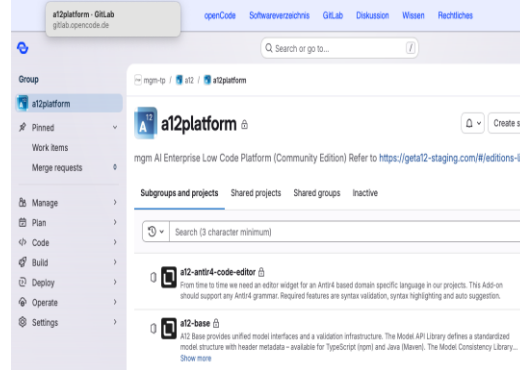 a12platform · GitLab
gitlab.opencode.de
openCode Softwareverzeichnis GitLab Diskussion Wissen Rechtliches
Search or go to... /
Group
a12platform
Pinned
Work items
Merge requests 0
Manage
Plan
Code
Build
Deploy
Operate
Settings
mgm-tp / a12 / a12platform
A12 a12platform
Create s
mgm AI Enterprise Low Code Platform (Community Edition) Refer to https://geta12-staging.com/#/editions-l
Subgroups and projects Shared projects Shared groups Inactive
Search (3 character minimum)
a12-antlr4-code-editor
From time to time we need an editor widget for an Antlr4 based domain specific language in our projects. This Add-on
should support any Antlr4 grammar. Required features are syntax validation, syntax highlighting and auto suggestion.
a12-base
A12 Base provides unified model interfaces and a validation infrastructure. The Model API Library defines a standardized
model structure with header metadata – available for TypeScript (npm) and Java (Maven). The Model Consistency Library...
Show more